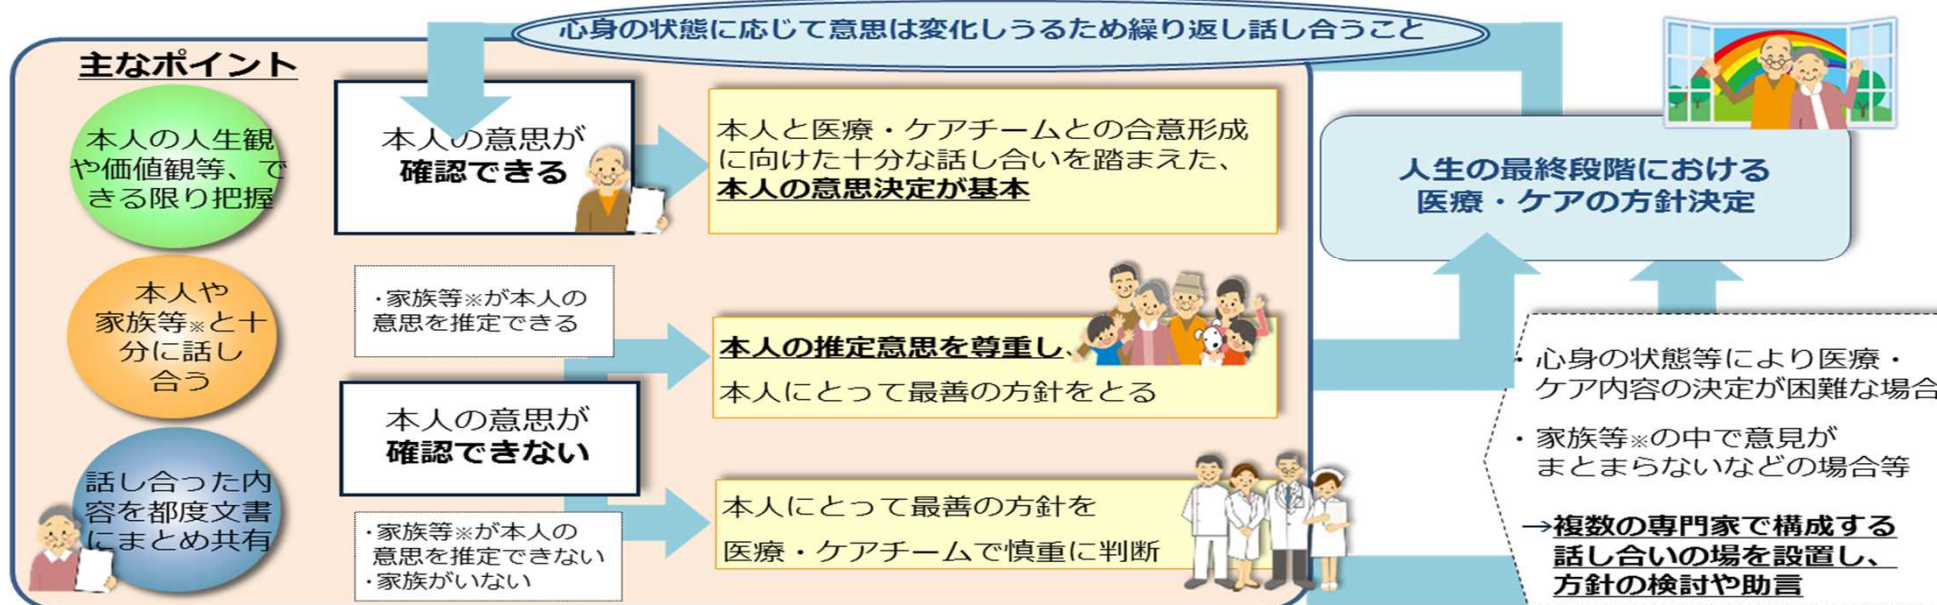 心身の状態に応じて意思は変化しうるため繰り返し話し合うこと
主なポイント
本人の人生観
や価値観等、で
きる限り把握
本人や
家族等※と十
分に話し
合う
話し合った内
容を都度文書
にまとめ共有
本人の意思が
確認できる
本人と医療・ケアチームとの合意形成
に向けた十分な話し合いを踏まえた、
本人の意思決定が基本
・家族等※が本人の
意思を推定できる
本人の推定意思を尊重し、
本人にとって最善の方針をとる
本人の意思が
確認できない
・家族等※が本人の
意思を推定できない
・家族がいない
本人にとって最善の方針を
医療・ケアチームで慎重に判断
人生の最終段階における
医療・ケアの方針決定
・心身の状態等により医療・
ケア内容の決定が困難な場合
・家族等※の中で意見が
まとまらないなどの場合等
→複数の専門家で構成する
話し合いの場を設置し、
方針の検討や助言